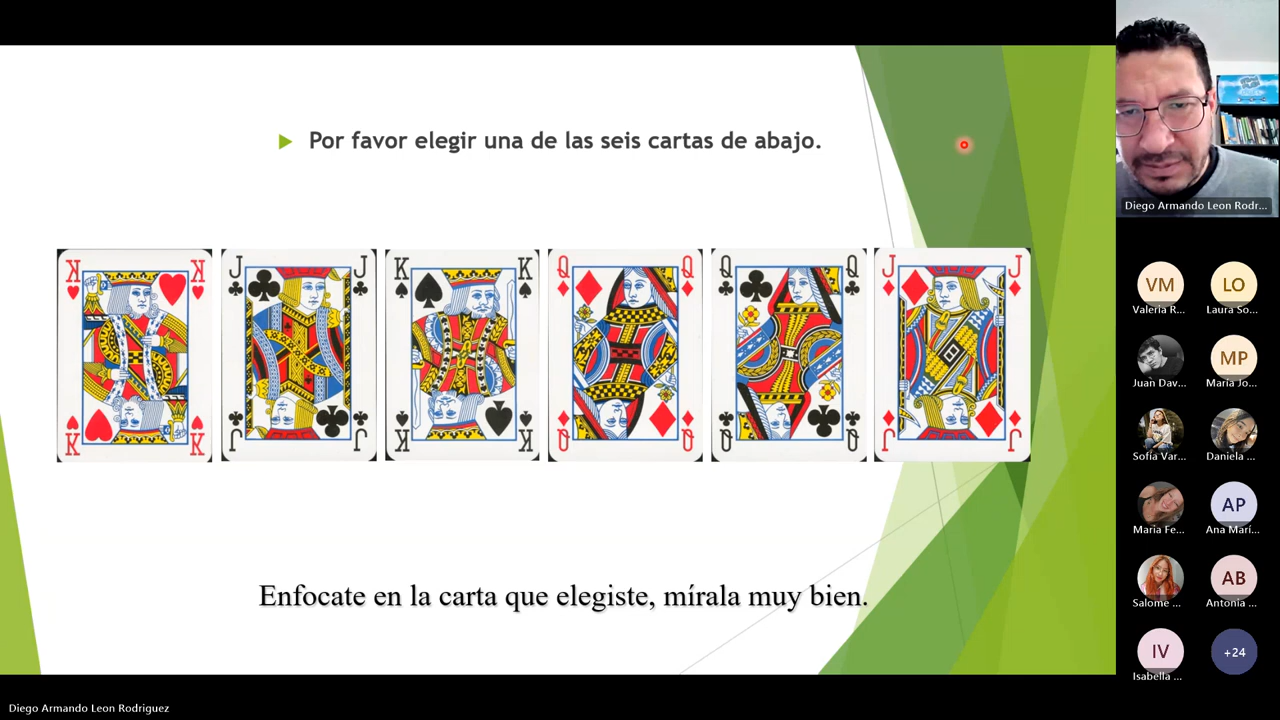 Por favor elegir una de las seis cartas de abajo.
K K
J J
K K
Q Q
Q Q
J J
K K
J J
K K
Q Q
Q Q
J J
Enfocate en la carta que elegiste, mírala muy bien.
Diego Armando Leon Rodr...
VM
LO
Valeria R...
Laura So...
MP
Juan Dav...
Maria Jo...
Sofía Var...
Daniela ...
AP
Maria Fe...
Ana Marí...
AB
Salome ...
Antonia ...
IV
+24
Isabella ...
Diego Armando Leon Rodriguez